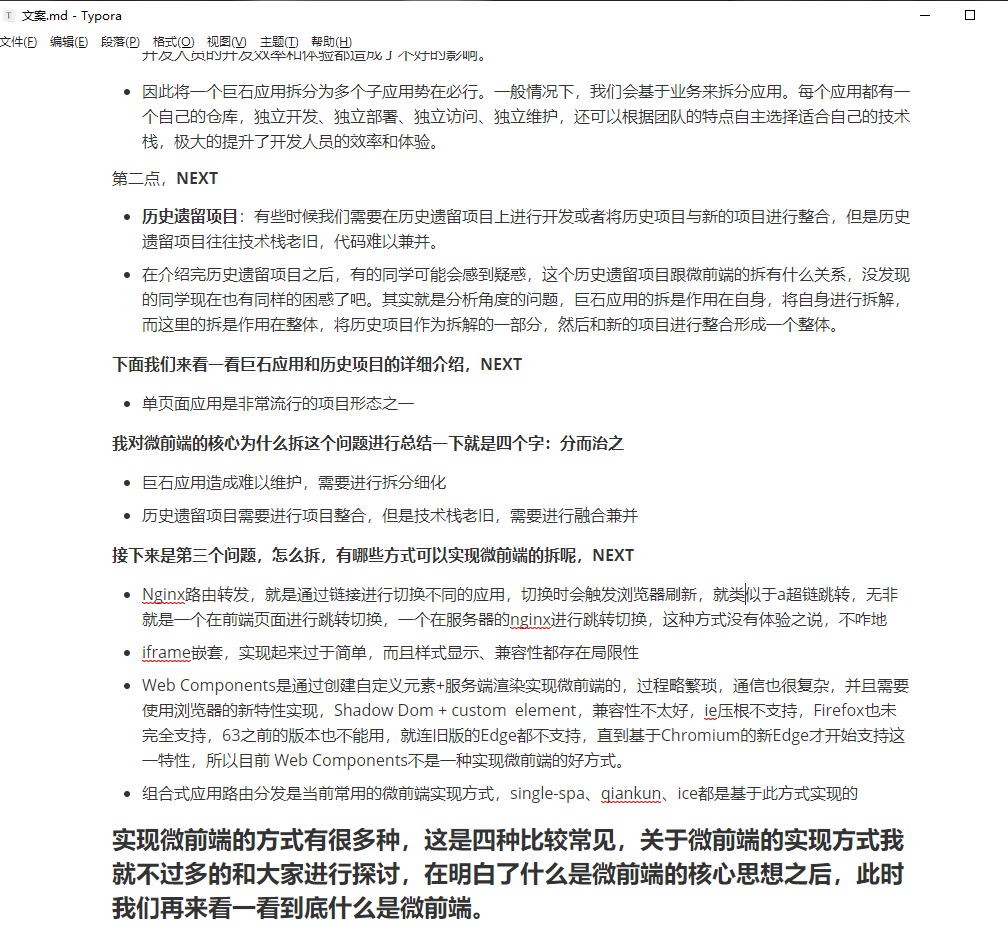 T 文案.md - Typora
文件(F) 编辑(E) 段落(P) 格式(O) 视图(V) 主题(T) 帮助(H)
开发人员的开发效率和体验都造成了不好的影响。
因此将一个巨石应用拆分为多个子应用势在必行。一般情况下，我们会基于业务来拆分应用。每个应用都有一
个自己的仓库，独立开发、独立部署、独立访问、独立维护，还可以根据团队的特点自主选择适合自己的技术
栈，极大的提升了开发人员的效率和体验。
第二点，NEXT
历史遗留项目：有些时候我们需要在历史遗留项目上进行开发或者将历史项目与新的项目进行整合，但是历史
遗留项目往往技术栈老旧，代码难以兼并。
在介绍完历史遗留项目之后，有的同学可能会感到疑惑，这个历史遗留项目跟微前端的拆有什么关系，没发现
的同学现在也有同样的困惑了吧。其实就是分析角度的问题，巨石应用的拆是作用在自身，将自身进行拆解，
而这里的拆是作用在整体，将历史项目作为拆解的一部分，然后和新的项目进行整合形成一个整体。
下面我们来看一看巨石应用和历史项目的详细介绍，NEXT
单页面应用是非常流行的项目形态之一
我对微前端的核心为什么拆这个问题进行总结一下就是四个字：分而治之
巨石应用造成难以维护，需要进行拆分细化
历史遗留项目需要进行项目整合，但是技术栈老旧，需要进行融合兼并
接下来是第三个问题，怎么拆，有哪些方式可以实现微前端的拆呢，NEXT
Nginx路由转发，就是通过链接进行切换不同的应用，切换时会触发浏览器刷新，就类似于a超链跳转，无非
就是一个在前端页面进行跳转切换，一个在服务器的nginx进行跳转切换，这种方式没有体验之说，不咋地
iframe嵌套，实现起来过于简单，而且样式显示、兼容性都存在局限性
Web Components是通过创建自定义元素+服务端渲染实现微前端的，过程略繁琐，通信也很复杂，并且需要
使用浏览器的新特性实现，Shadow Dom + custom  element，兼容性不太好，ie压根不支持，Firefox也未
完全支持，63之前的版本也不能用，就连旧版的Edge都不支持，直到基于Chromium的新Edge才开始支持这
一特性，所以目前 Web Components不是一种实现微前端的好方式。
组合式应用路由分发是当前常用的微前端实现方式，single-spa、qiankun、ice都是基于此方式实现的
实现微前端的方式有很多种，这是四种比较常见，关于微前端的实现方式我
就不过多的和大家进行探讨，在明白了什么是微前端的核心思想之后，此时
我们再来看一看到底什么是微前端。